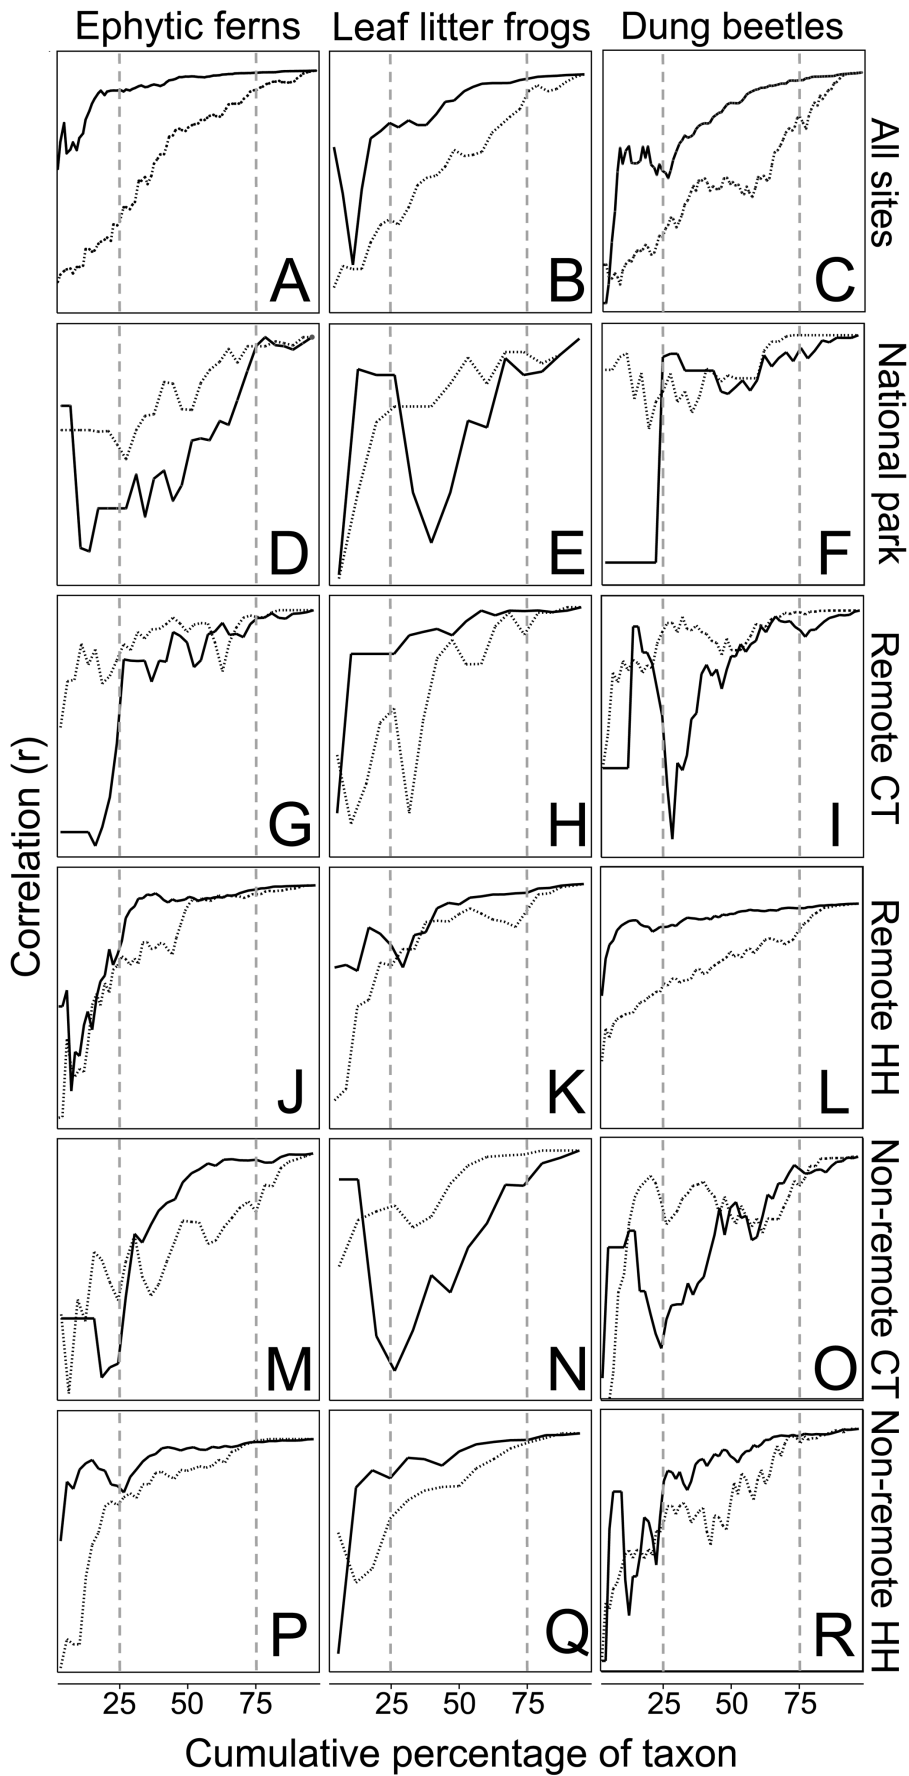 Ephytic ferns Leaf litter frogs Dung beetles
A B C All sites
D E F National park
G H I Remote CT
Correlation (r)
J K L Remote HH
M N O Non-remote CT
P Q R Non-remote HH
25 50 75 25 50 75 25 50 75
Cumulative percentage of taxon